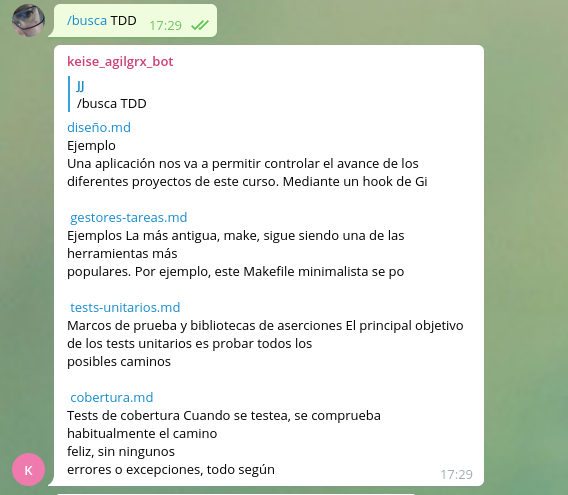 /busca TDD
17:29
keise_agilgrx_bot
JJ
/busca TDD
diseño.md
Ejemplo
Una aplicación nos va a permitir controlar el avance de los
diferentes proyectos de este curso. Mediante un hook de Gi
gestores-tareas.md
Ejemplos La más antigua, make, sigue siendo una de las
herramientas más
populares. Por ejemplo, este Makefile minimalista se po
tests-unitarios.md
Marcos de prueba y bibliotecas de aserciones El principal objetivo
de los tests unitarios es probar todos los
posibles caminos
cobertura.md
Tests de cobertura Cuando se testea, se comprueba
habitualmente el camino
feliz, sin ningunos
errores o excepciones, todo según
K
17:29